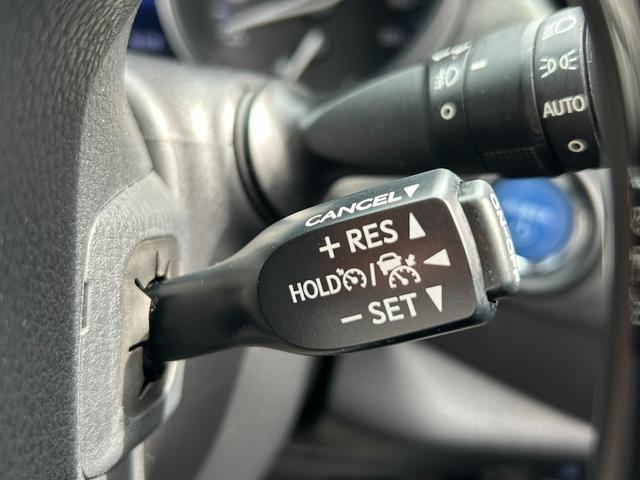 AUTO
CANCEL
+ RES
HOLD /
− SET